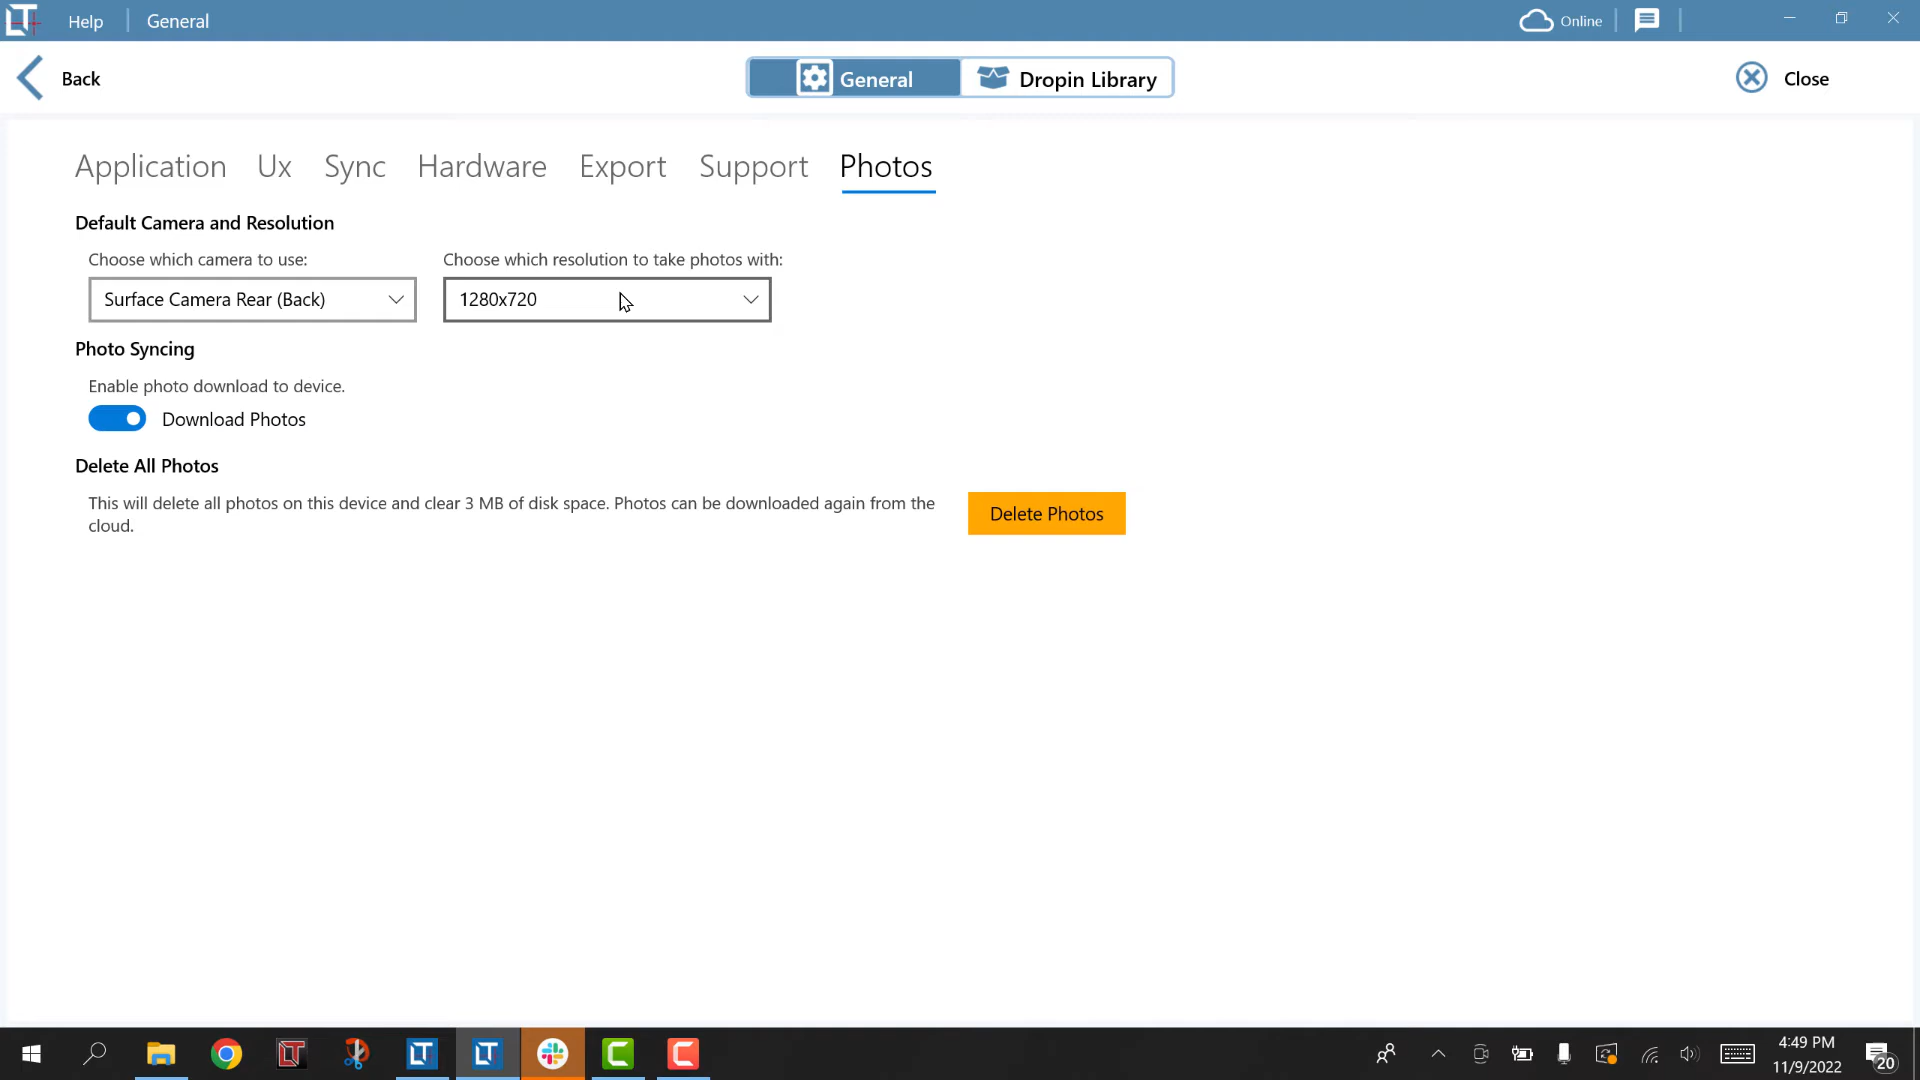 LT Help General Online
Back General Dropin Library Close
Application Ux Sync Hardware Export Support Photos
Default Camera and Resolution
Choose which camera to use: Choose which resolution to take photos with:
Surface Camera Rear (Back) 1280x720
Photo Syncing
Enable photo download to device.
Download Photos
Delete All Photos
This will delete all photos on this device and clear 3 MB of disk space. Photos can be downloaded again from the
cloud.
Delete Photos
LT LT LT C C
4:49 PM
11/9/2022
20